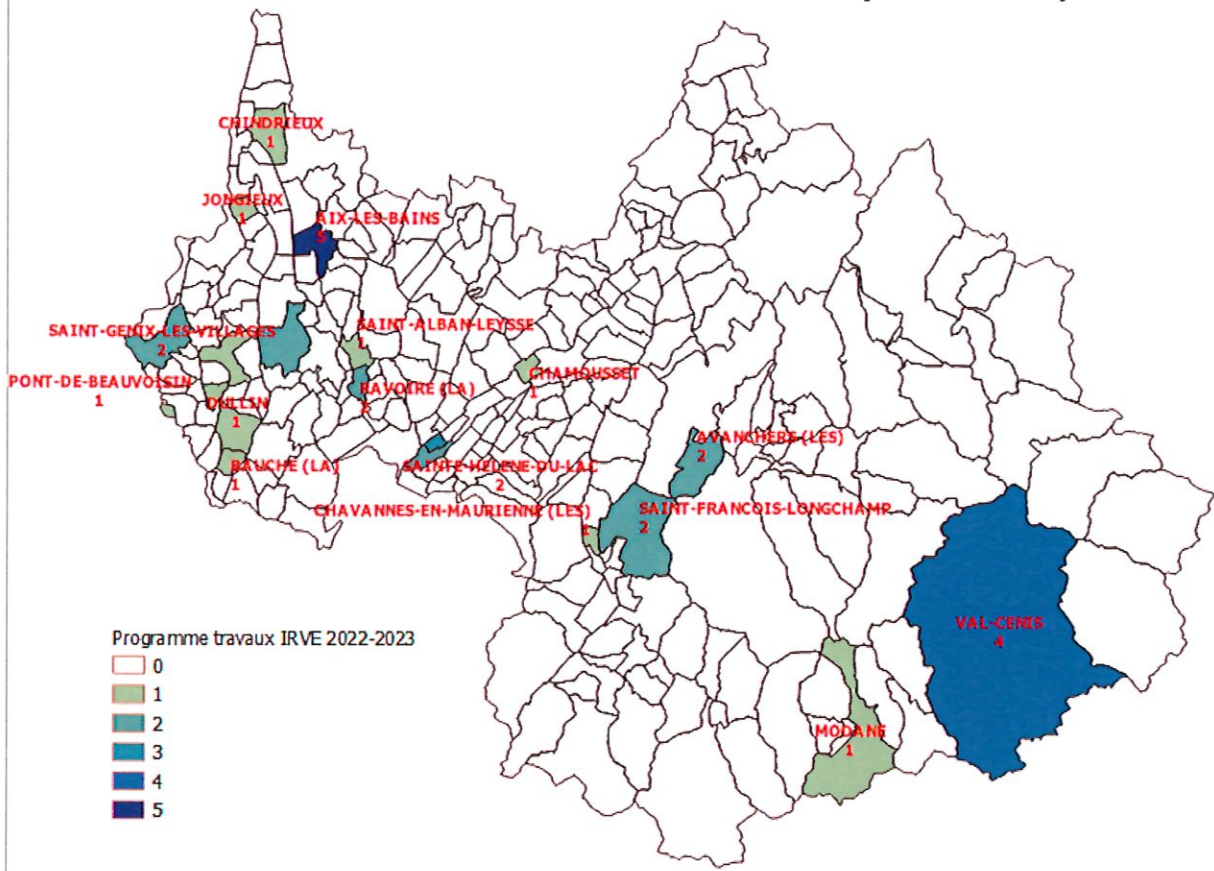 CHINDRIEUX
1
JONGIEUX
1
AIX-LES-BAINS
5
SAINT-GENIX-LES-VILLAGES
2
SAINT-ALBAN-LEYSSE
1
PONT-DE-BEAUVOISIN
1
CHAMOUSSET
1
RAVOIRE (LA)
2
DULLIN
1
AVANCHERS (LES)
2
BAUCHE (LA)
1
SAINTE-HELENE-DU-LAC
2
CHAVANNES-EN-MAURIENNE (LES)
1
SAINT-FRANCOIS-LONGCHAMP
2
VAL-CENIS
4
MODANE
1
Programme travaux IRVE 2022-2023
0
1
2
3
4
5